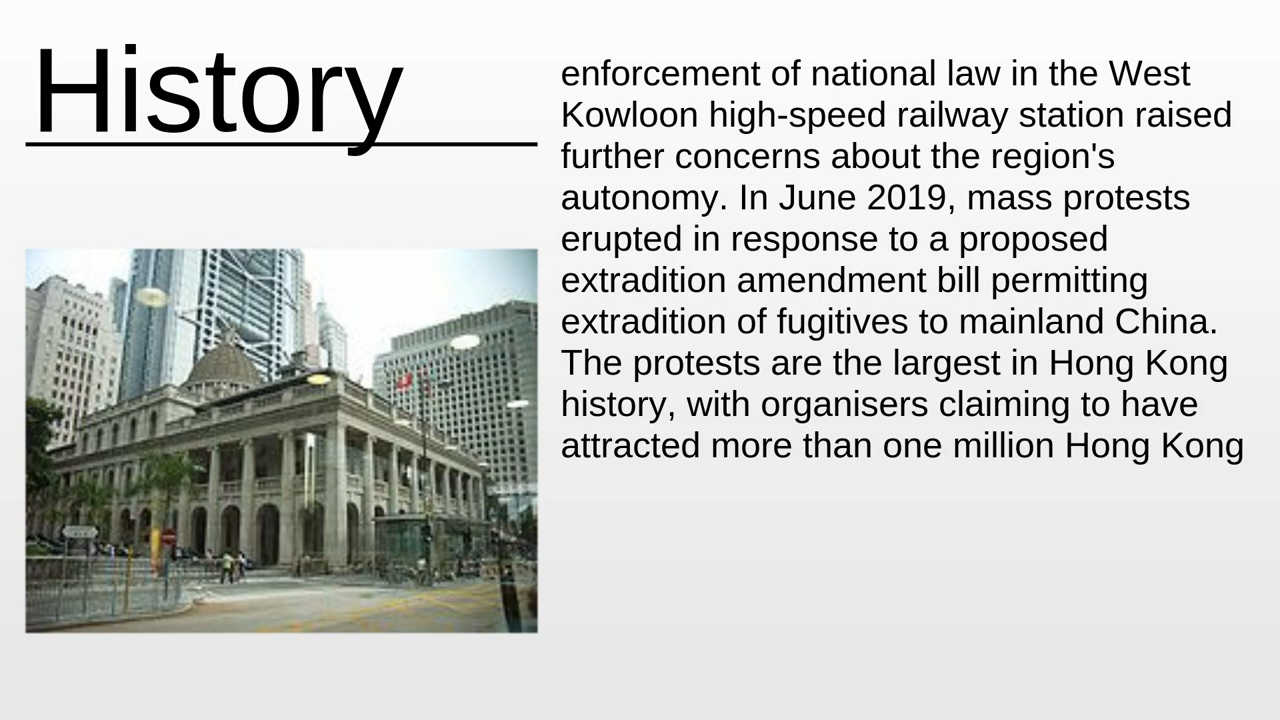 History
enforcement of national law in the West
Kowloon high-speed railway station raised
further concerns about the region's
autonomy. In June 2019, mass protests
erupted in response to a proposed
extradition amendment bill permitting
extradition of fugitives to mainland China.
The protests are the largest in Hong Kong
history, with organisers claiming to have
attracted more than one million Hong Kong